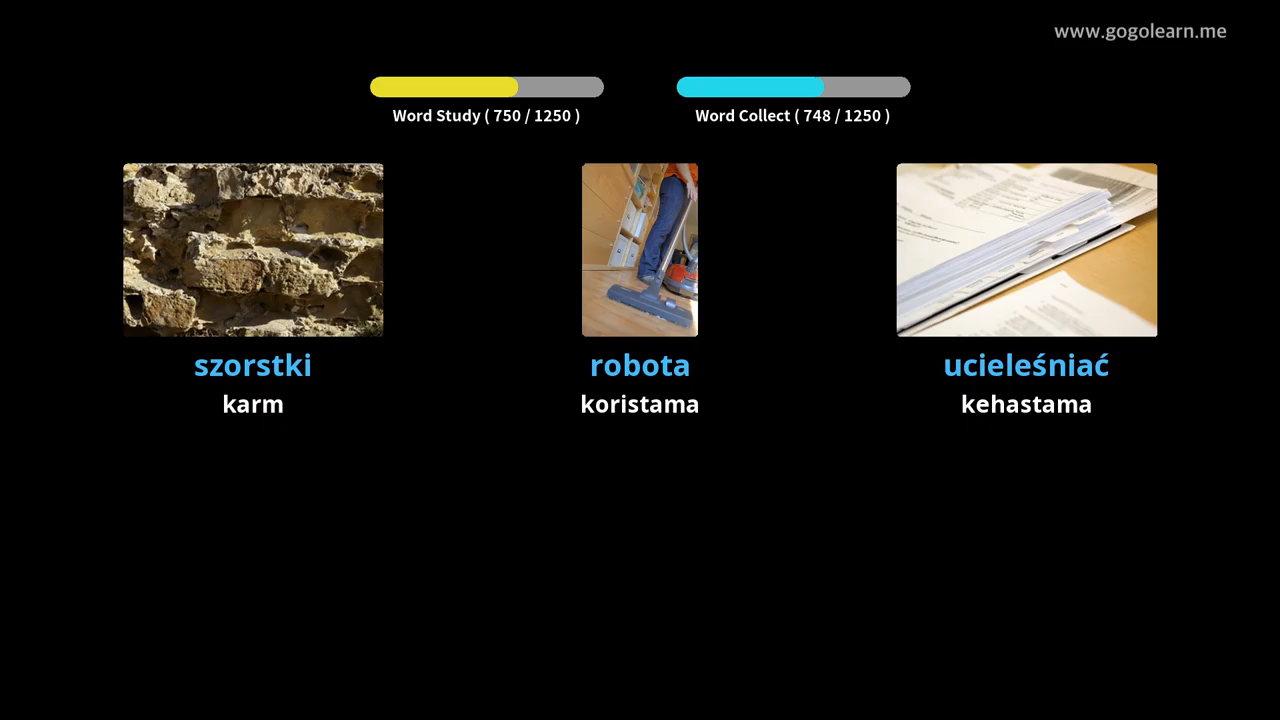 www.gogolearn.me
Word Study ( 750 / 1250 )
Word Collect ( 748 / 1250 )
szorstki
robota
ucieleśniać
karm
koristama
kehastama